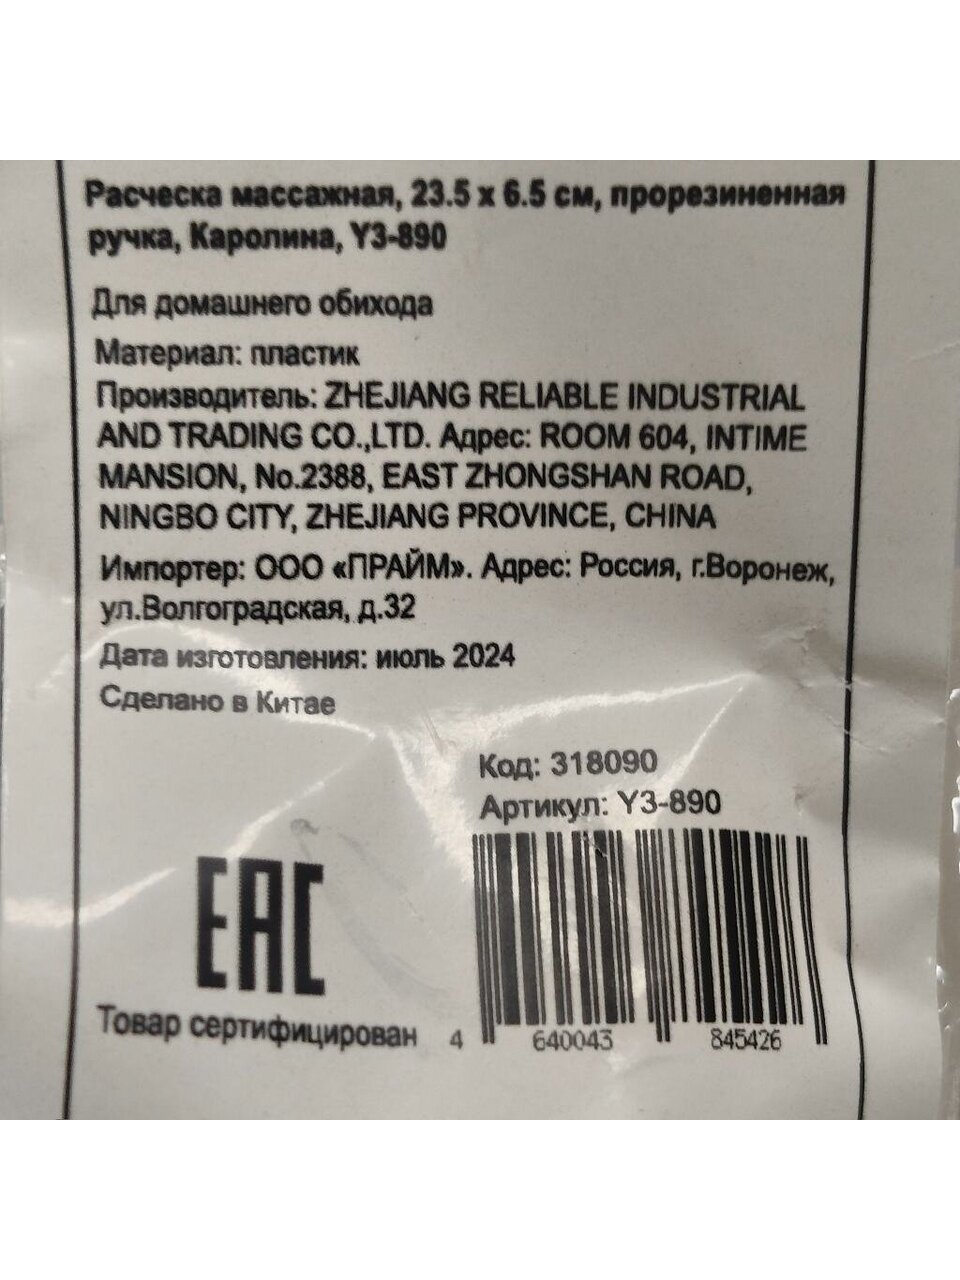 Расческа массажная, 23.5 х 6.5 см, прорезиненная
ручка, Каролина, Y3-890
Для домашнего обихода
Материал: пластик
Производитель: ZHEJIANG RELIABLE INDUSTRIAL
AND TRADING CO.,LTD. Адрес: ROOM 604, INTIME
MANSION, No.2388, EAST ZHONGSHAN ROAD,
NINGBO CITY, ZHEJIANG PROVINCE, CHINA
Импортер: ООО «ПРАЙМ». Адрес: Россия, г.Воронеж,
ул.Волгоградская, д.32
Дата изготовления: июль 2024
Сделано в Китае
Код: 318090
Артикул: Y3-890
EAC
Товар сертифицирован
4 640043 845426